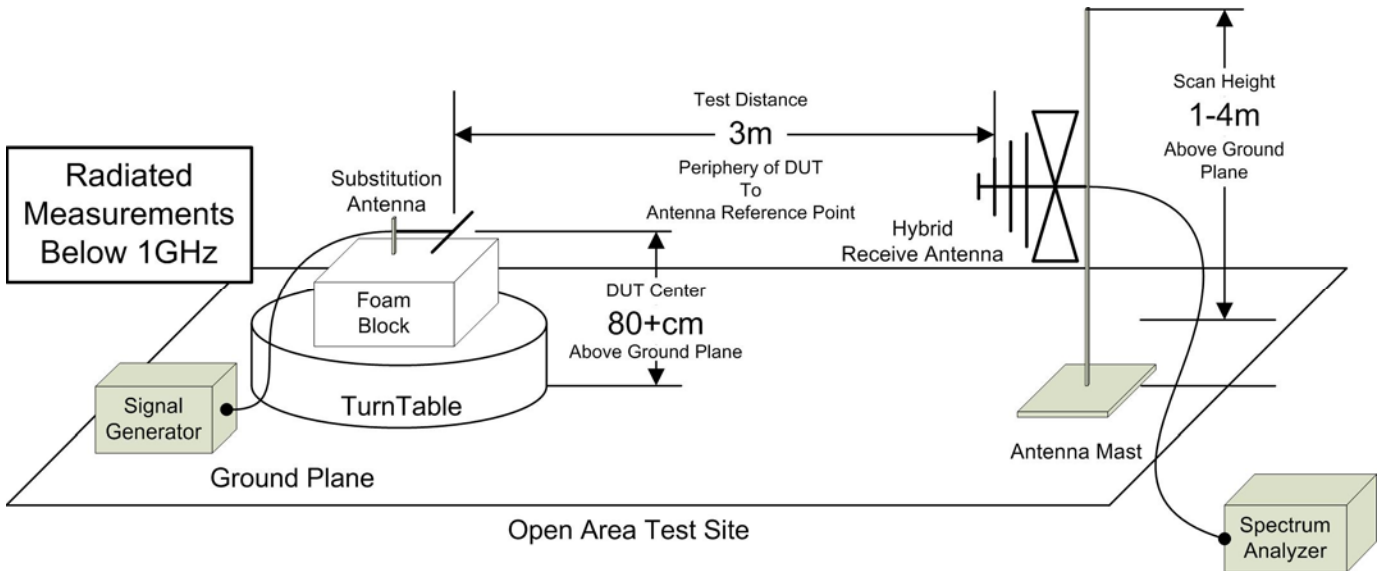 Radiated
Measurements
Below 1GHz
Substitution
Antenna
Test Distance
3m
Periphery of DUT
To
Antenna Reference Point
Scan Height
1-4m
Above Ground
Plane
Hybrid
Receive Antenna
Foam
Block
DUT Center
80+cm
Above Ground Plane
TurnTable
Signal
Generator
Ground Plane
Antenna Mast
Open Area Test Site
Spectrum
Analyzer